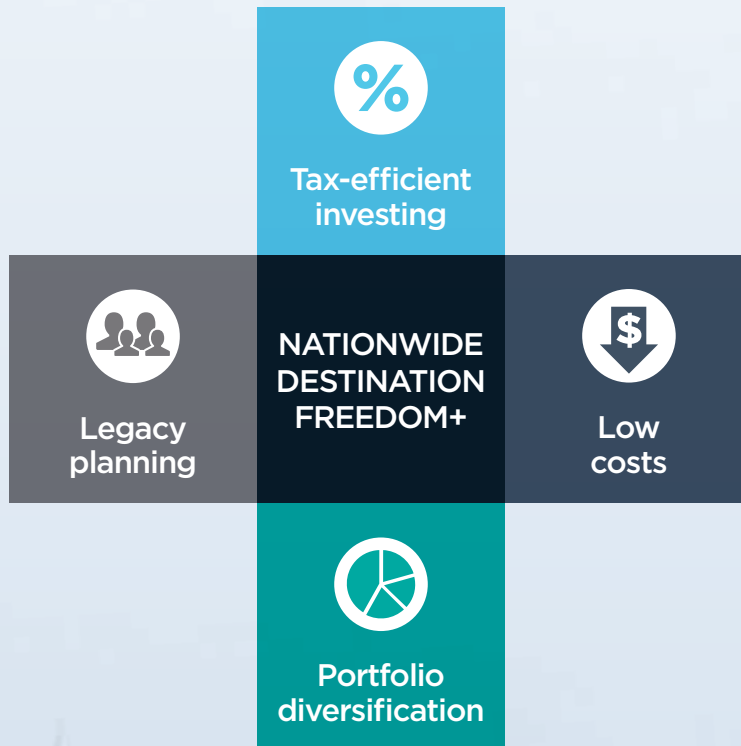 %
Tax-efficient
investing
Legacy
planning
NATIONWIDE
DESTINATION
FREEDOM+
$
Low
costs
Portfolio
diversification